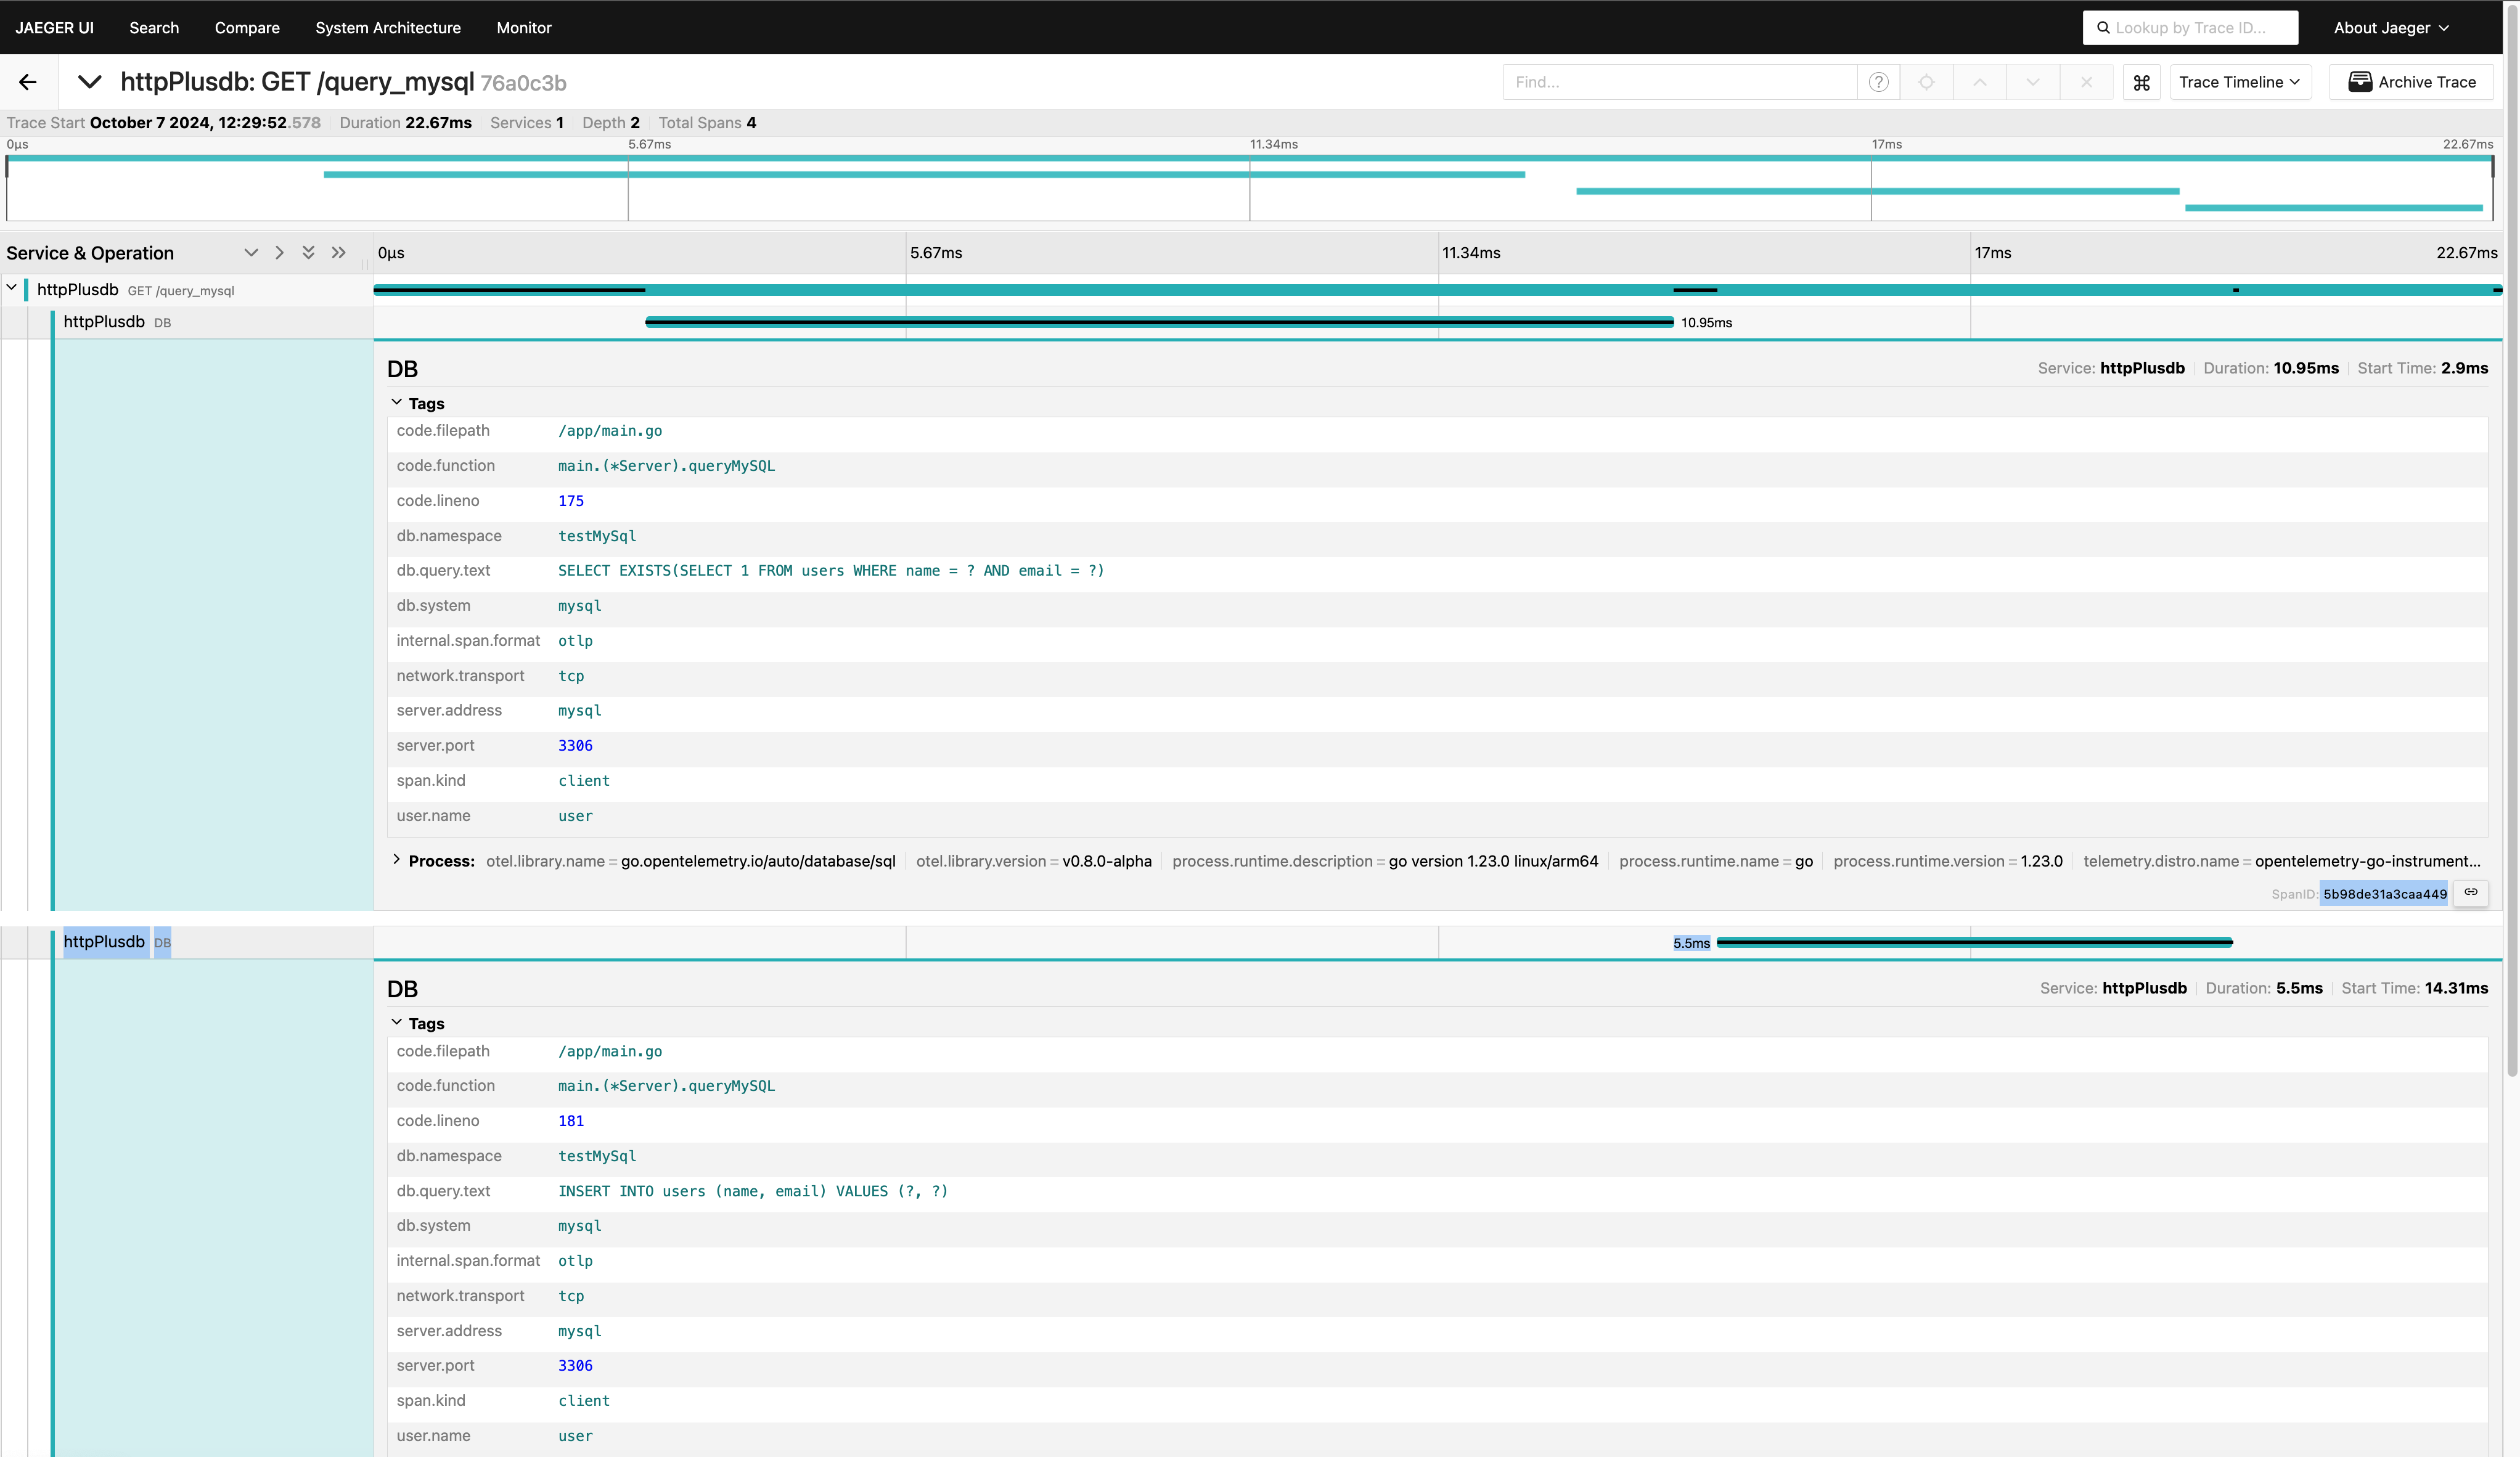 JAEGER UI Search Compare System Architecture Monitor Lookup by Trace ID... About Jaeger
httpPlusdb: GET /query_mysql 76a0c3b Find... ? ⌘ Trace Timeline Archive Trace
Trace Start October 7 2024, 12:29:52.578 Duration 22.67ms Services 1 Depth 2 Total Spans 4
0μs 5.67ms 11.34ms 17ms 22.67ms
Service & Operation 0μs 5.67ms 11.34ms 17ms 22.67ms
httpPlusdb GET /query_mysql
httpPlusdb DB 10.95ms
DB Service: httpPlusdb Duration: 10.95ms Start Time: 2.9ms
Tags
code.filepath /app/main.go
code.function main.(*Server).queryMySQL
code.lineno 175
db.namespace testMySql
db.query.text SELECT EXISTS(SELECT 1 FROM users WHERE name = ? AND email = ?)
db.system mysql
internal.span.format otlp
network.transport tcp
server.address mysql
server.port 3306
span.kind client
user.name user
Process: otel.library.name = go.opentelemetry.io/auto/database/sql otel.library.version = v0.8.0-alpha process.runtime.description = go version 1.23.0 linux/arm64 process.runtime.name = go process.runtime.version = 1.23.0 telemetry.distro.name = opentelemetry-go-instrument...
SpanID: 5b98de31a3caa449
httpPlusdb DB 5.5ms
DB Service: httpPlusdb Duration: 5.5ms Start Time: 14.31ms
Tags
code.filepath /app/main.go
code.function main.(*Server).queryMySQL
code.lineno 181
db.namespace testMySql
db.query.text INSERT INTO users (name, email) VALUES (?, ?)
db.system mysql
internal.span.format otlp
network.transport tcp
server.address mysql
server.port 3306
span.kind client
user.name user